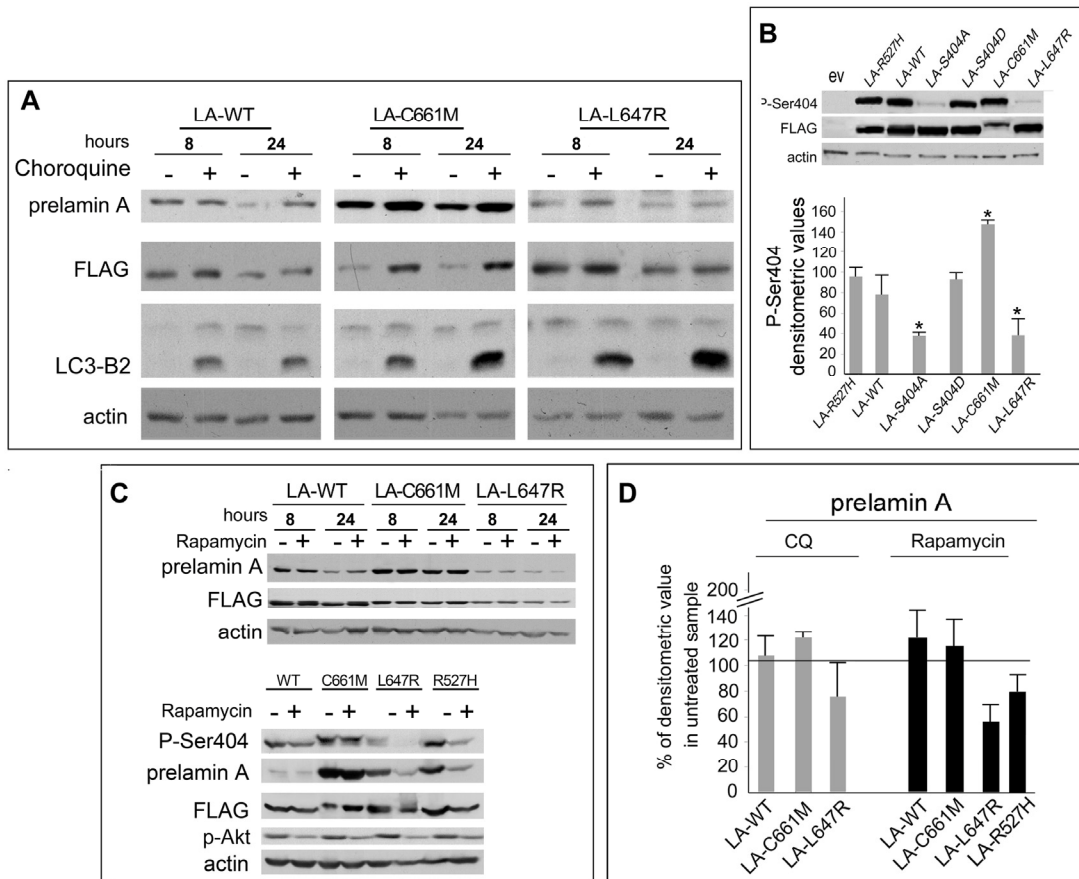 A
LA-WT LA-C661M LA-L647R
hours 8 24 8 24 8 24
Choroquine - + - + - + - + - + - +
prelamin A
FLAG
LC3-B2
actin
B
ev LA-R527H LA-WT LA-S404A LA-S404D LA-C661M LA-L647R
P-Ser404
FLAG
actin
P-Ser404
densitometric values
160
140
120
100
80
60
40
20
0
* * *
LA-R527H LA-WT LA-S404A LA-S404D LA-C661M LA-L647R
C
LA-WT LA-C661M LA-L647R
hours 8 24 8 24 8 24
Rapamycin - + - + - + - + - + - +
prelamin A
FLAG
actin
WT C661M L647R R527H
Rapamycin - + - + - + - +
P-Ser404
prelamin A
FLAG
p-Akt
actin
D
prelamin A
CQ Rapamycin
% of densitometric value
in untreated sample
200
140
120
100
80
60
40
20
0
LA-WT LA-C661M LA-L647R LA-WT LA-C661M LA-L647R LA-R527H